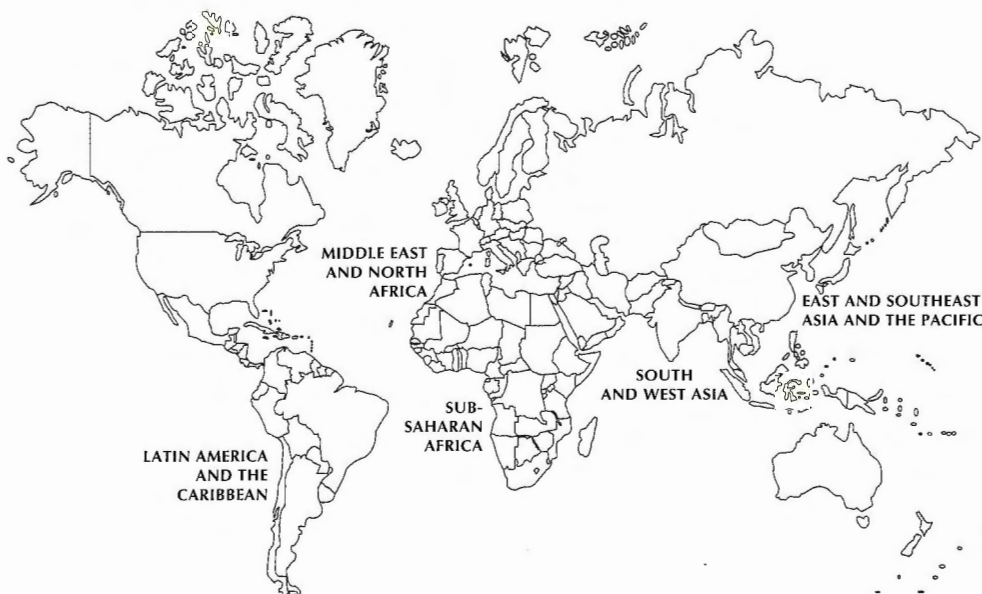 MIDDLE EAST
AND NORTH
AFRICA
EAST AND SOUTHEAST
ASIA AND THE PACIFIC
SOUTH
AND WEST ASIA
SUB-
SAHARAN
AFRICA
LATIN AMERICA
AND THE
CARIBBEAN